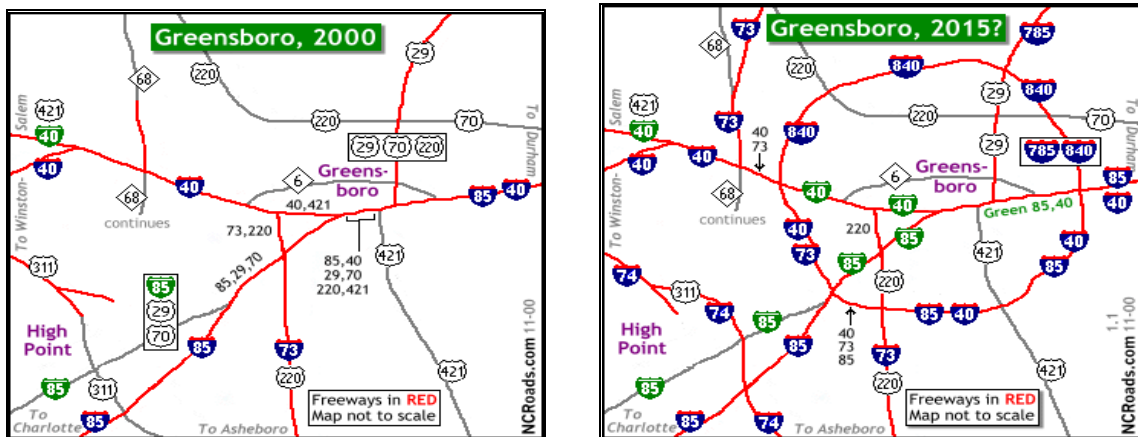 Greensboro, 2000
29
68
220
421
To Winston-Salem
40
220
70
To Durham
29 70 220
40
6
Greens-
boro
40
85 40
68
continues
40,421
73,220
85,29,70
85,40
29,70
220,421
421
311
85
29
70
High
Point
85
73
220
311
421
85
Freeways in RED
Map not to scale
85
To
Charlotte
To Asheboro
NCRoads.com 11-00
Greensboro, 2015?
73
785
68
220
840
29
840
421
To Winston-Salem
40
73
840
40
73
70
To Durham
785 840
40
40
6
Greens-
boro
85
40
68
continues
40
40
Green 85,40
220
85
40
421
40
73
85
85
74
220
311
74
85
85 40
High
Point
85
40
73
85
73
220
421
85
Freeways in RED
Map not to scale
85
74
To
Charlotte
To Asheboro
NCRoads.com 11-00
1.1